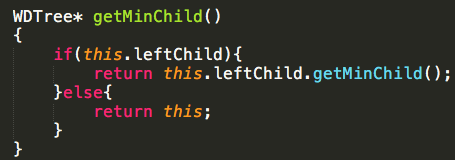 WDTree* getMinChild()
{
    if(this.leftChild){
        return this.leftChild.getMinChild();
    }else{
        return this;
    }
}